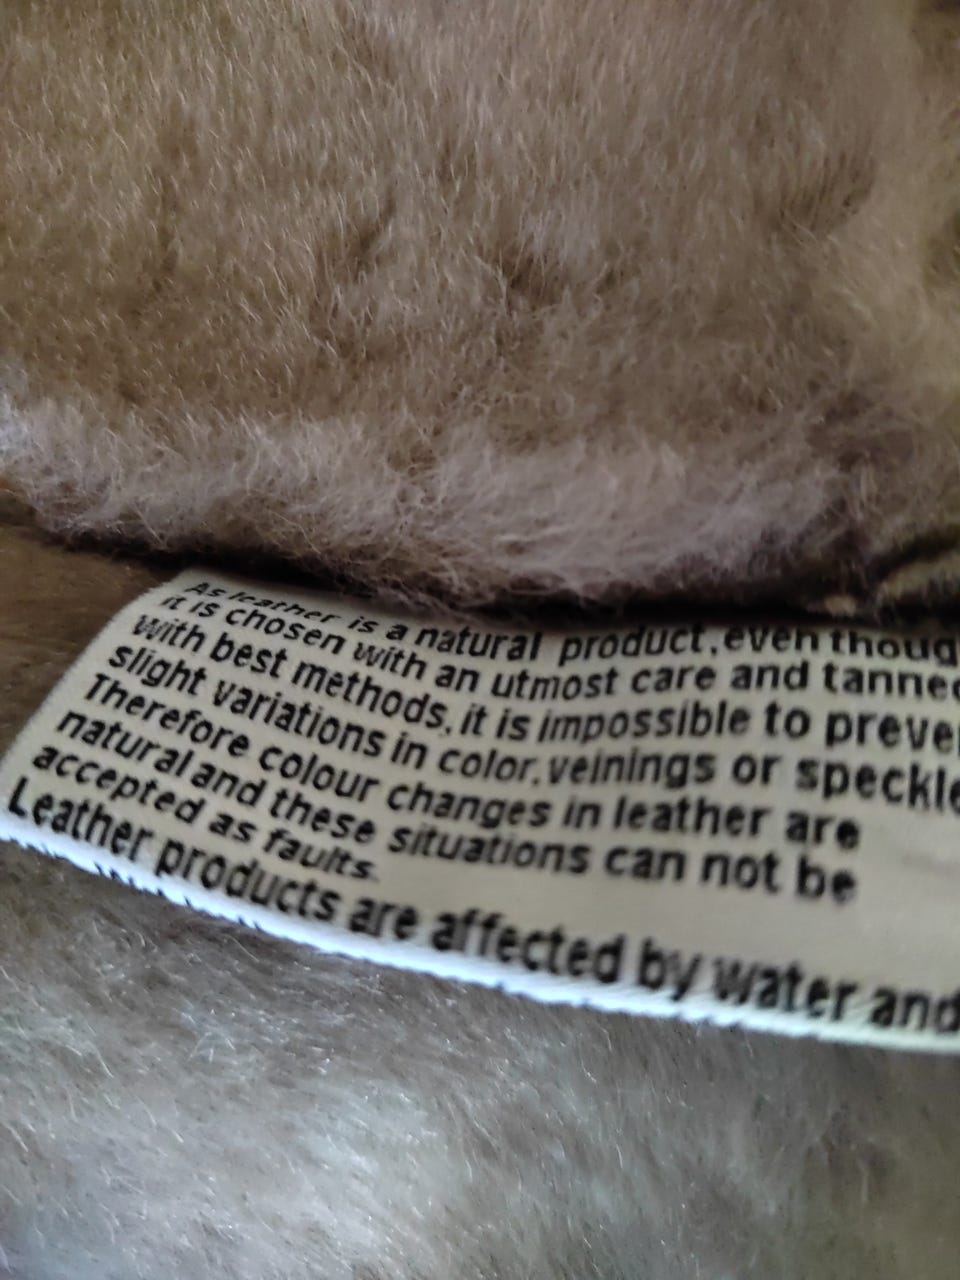 As leather is a natural product, even thoug
it is chosen with an utmost care and tanned
with best methods, it is impossible to preve
slight variations in color, veinings or speckle
Therefore colour changes in leather are
natural and these situations can not be
accepted as faults.
Leather products are affected by water and